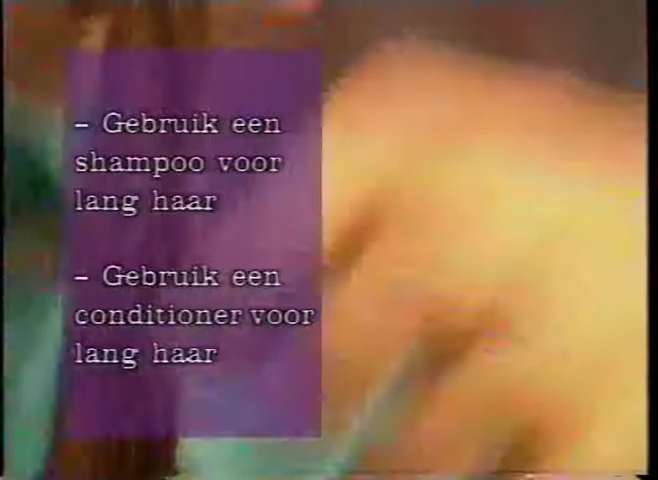 – Gebruik een
shampoo voor
lang haar
– Gebruik een
conditioner voor
lang haar